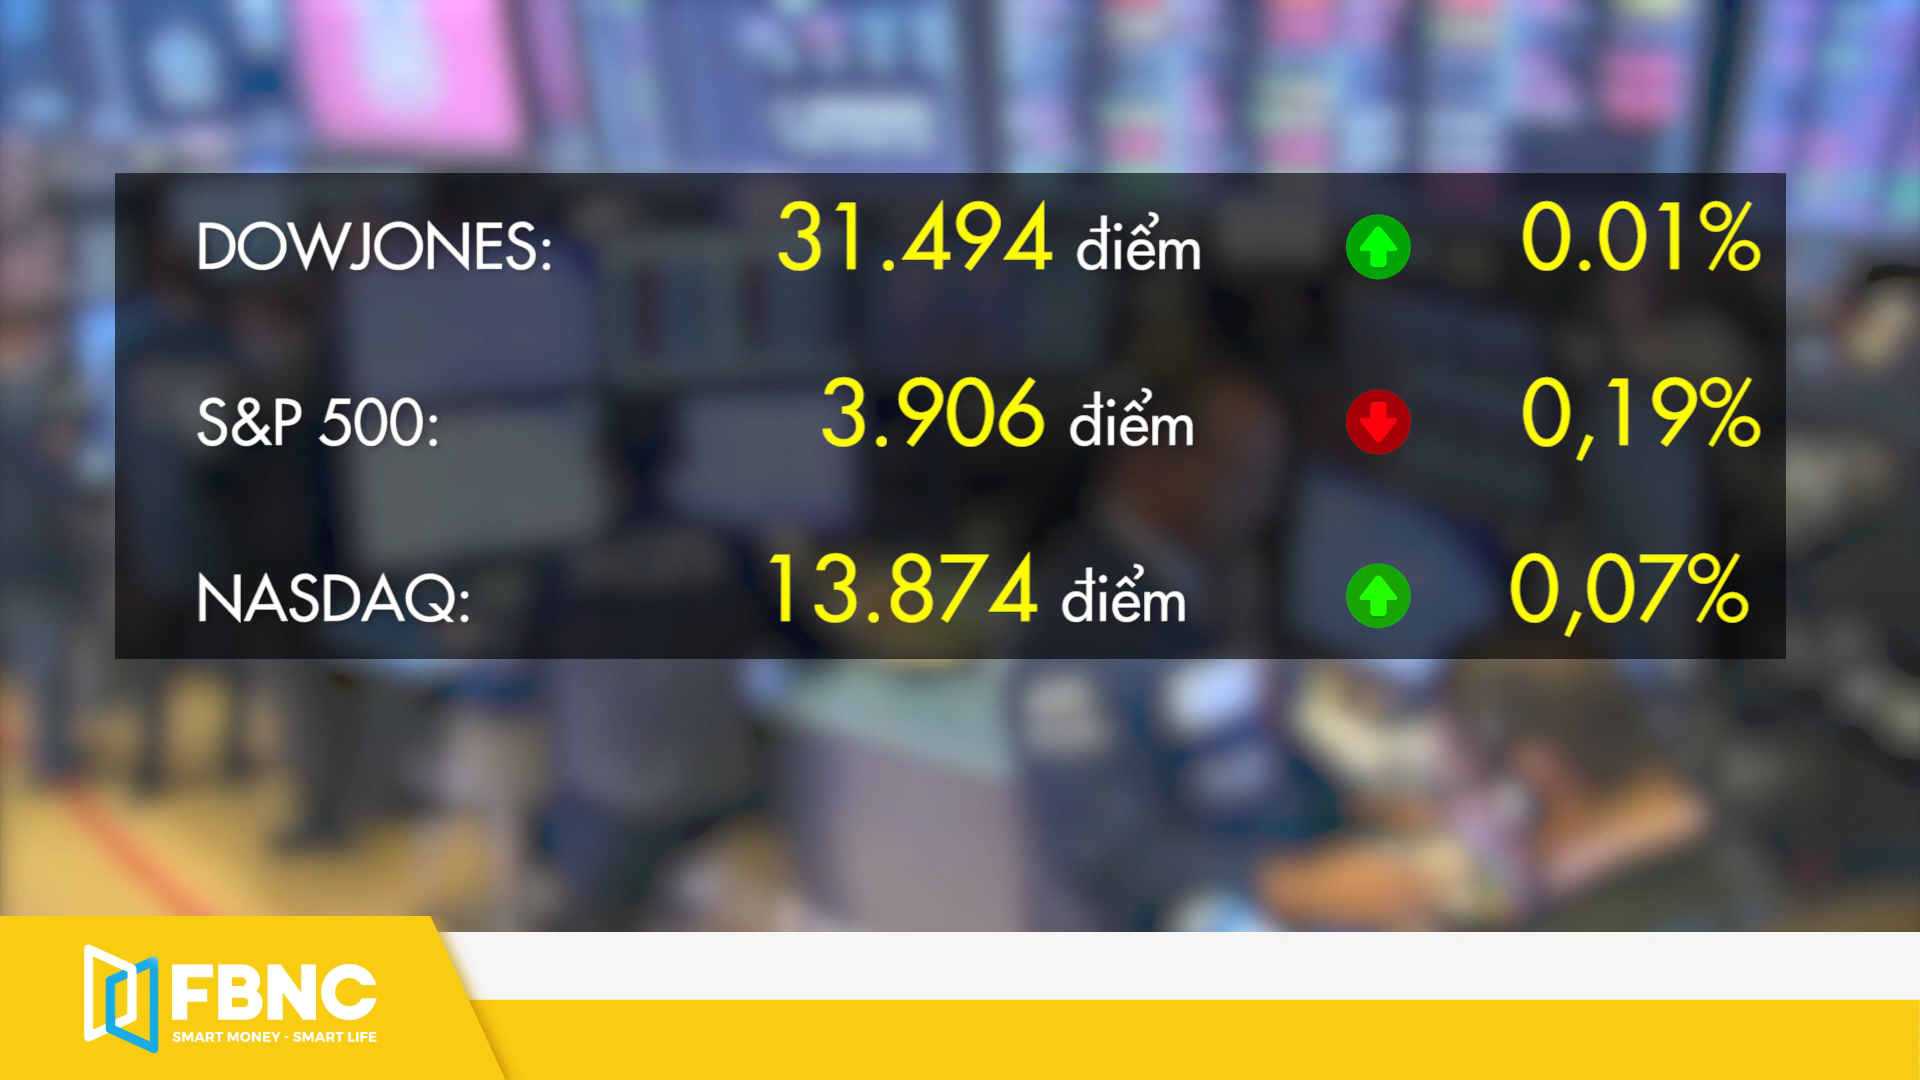 DOWJONES: 31.494 điểm 0.01%
S&P 500: 3.906 điểm 0,19%
NASDAQ: 13.874 điểm 0,07%
FBNC
SMART MONEY - SMART LIFE